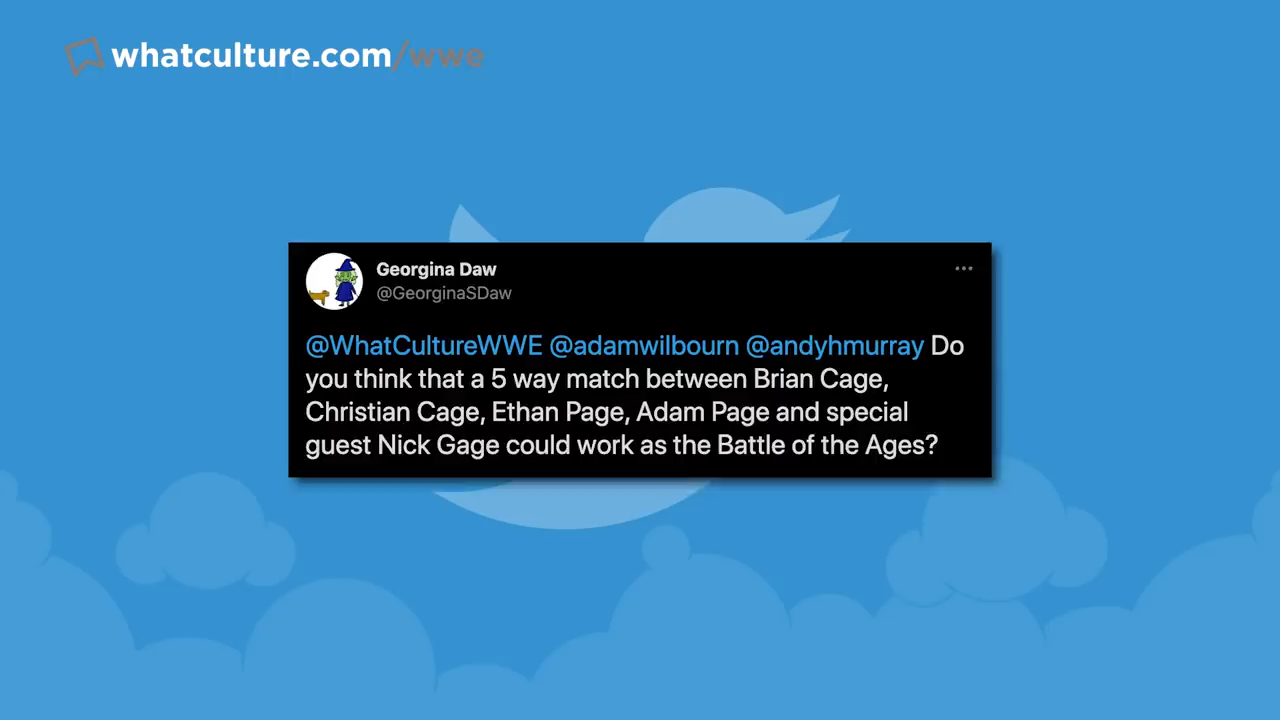 whatculture.com/wwe
Georgina Daw
@GeorginaSDaw
@WhatCultureWWE @adamwilbourn @andyhmurray Do
you think that a 5 way match between Brian Cage,
Christian Cage, Ethan Page, Adam Page and special
guest Nick Gage could work as the Battle of the Ages?